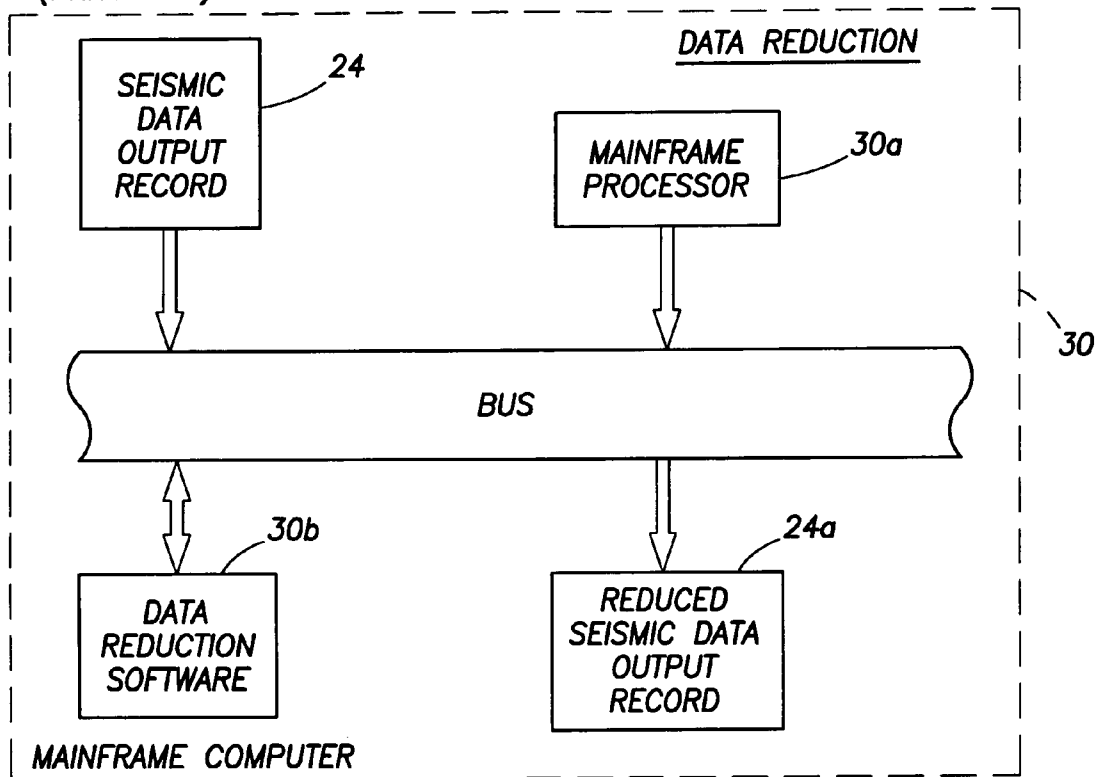 DATA REDUCTION
SEISMIC
DATA
OUTPUT
RECORD
24
MAINFRAME
PROCESSOR
30a
30
BUS
30b
DATA
REDUCTION
SOFTWARE
24a
REDUCED
SEISMIC DATA
OUTPUT
RECORD
MAINFRAME COMPUTER